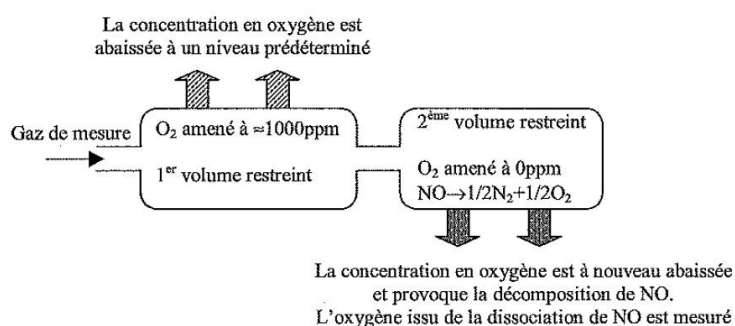 La concentration en oxygène est
abaissée à un niveau prédéterminé
Gaz de mesure
O₂ amené à ≈1000ppm
1er volume restreint
2ème volume restreint
O₂ amené à 0ppm
NO→1/2N₂+1/2O₂
La concentration en oxygène est à nouveau abaissée
et provoque la décomposition de NO.
L'oxygène issu de la dissociation de NO est mesuré